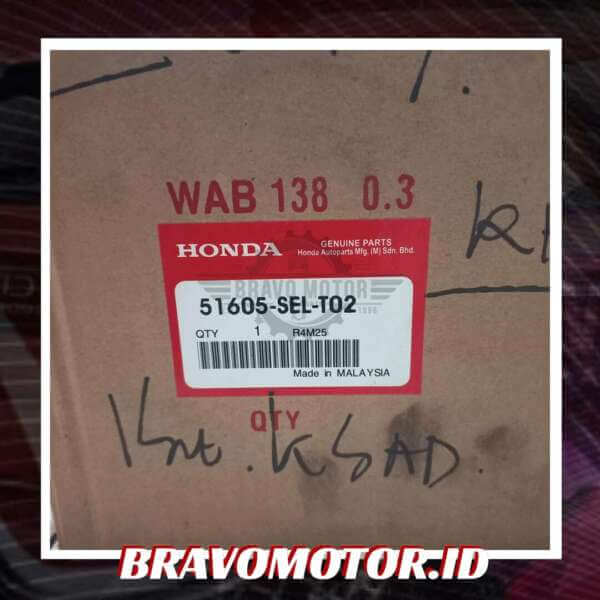 WAB 138 0.3
HONDA
GENUINE PARTS
Honda Autoparts Mfg. (M) Sdn. Bhd.
BRAVO MOTOR
51605-SEL-T02
QTY 1 R4M25
Made in MALAYSIA
QTY
BRAVOMOTOR.ID